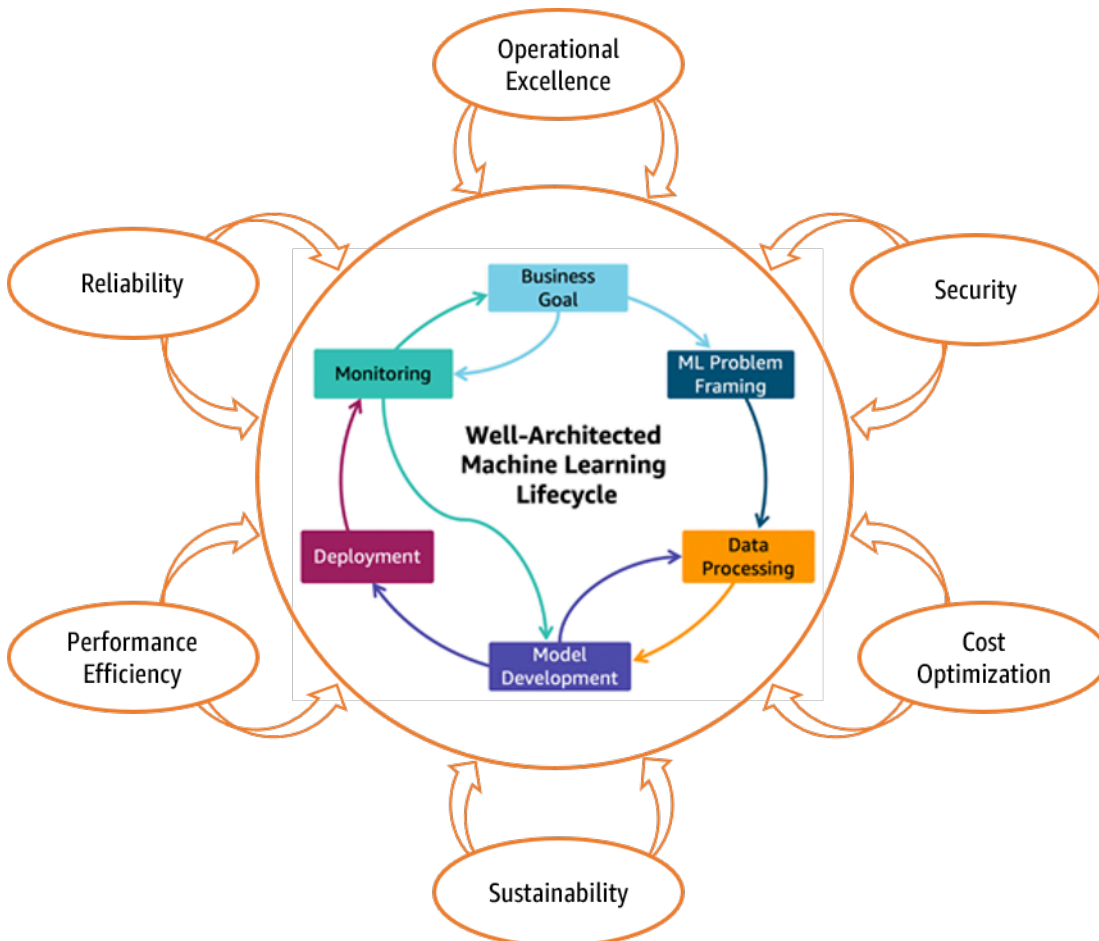 Operational
Excellence
Reliability
Security
Business
Goal
Monitoring
ML Problem
Framing
Well-Architected
Machine Learning
Lifecycle
Deployment
Data
Processing
Model
Development
Performance
Efficiency
Cost
Optimization
Sustainability